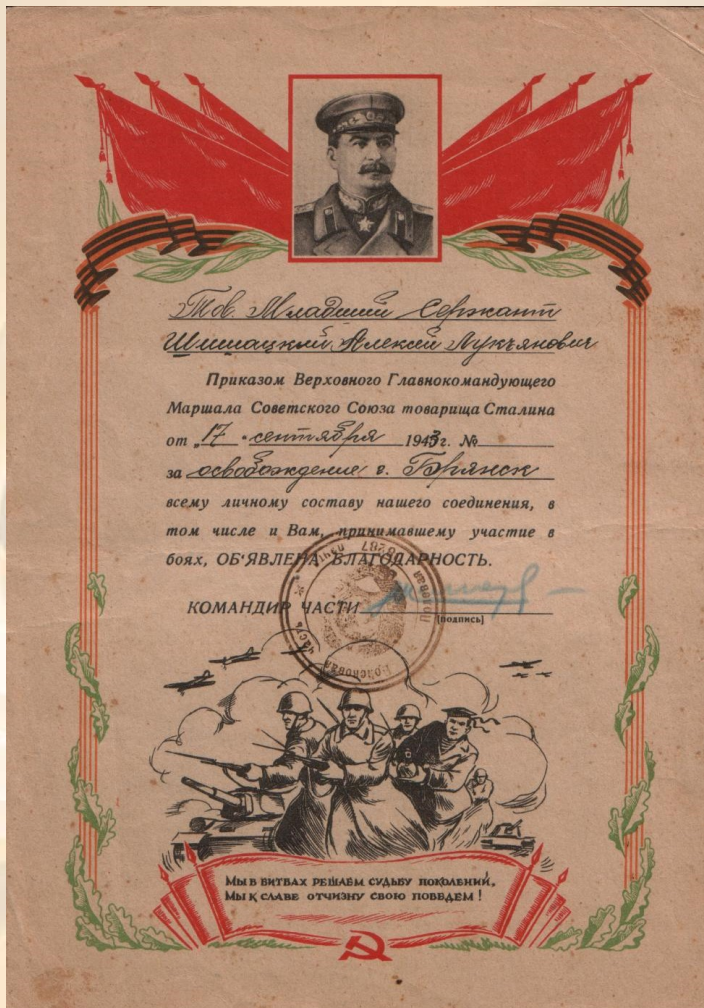 Тов. Младший Сержант
Шишацкий Алексей Лукьянович
Приказом Верховного Главнокомандующего
Маршала Советского Союза товарища Сталина
от „17 " сентября 1943г. №
за освобождение г. Брянск
всему личному составу нашего соединения, в
том числе и Вам, принимавшему участие в
боях, ОБ'ЯВЛЕНА БЛАГОДАРНОСТЬ.
КОМАНДИР ЧАСТИ
[подпись]
МЫ В БИТВАХ РЕШАЕМ СУДЬБУ ПОКОЛЕНИЙ,
МЫ К СЛАВЕ ОТЧИЗНУ СВОЮ ПОВЕДЕМ!